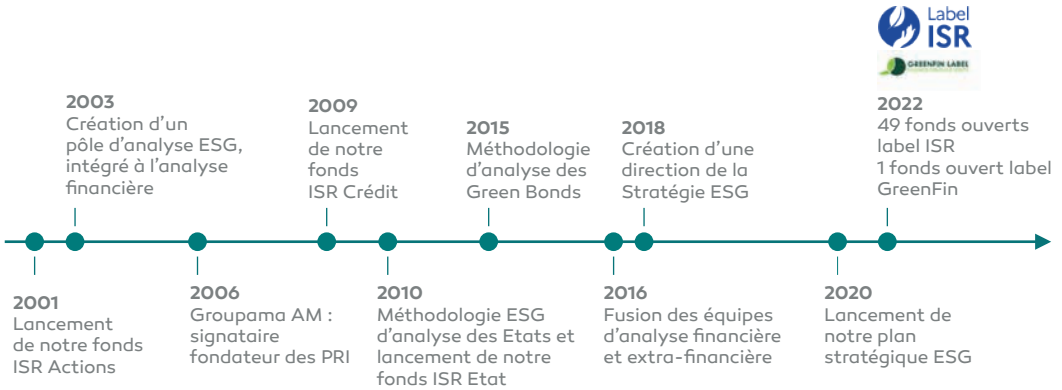 Label
ISR
GREENFIN LABEL
2003
Création d'un
pôle d'analyse ESG,
intégré à l'analyse
financière
2009
Lancement
de notre
fonds
ISR Crédit
2015
Méthodologie
d'analyse des
Green Bonds
2018
Création d'une
direction de la
Stratégie ESG
2022
49 fonds ouverts
label ISR
1 fonds ouvert label
GreenFin
2001
Lancement
de notre fonds
ISR Actions
2006
Groupama AM :
signataire
fondateur des PRI
2010
Méthodologie ESG
d'analyse des Etats et
lancement de notre
fonds ISR Etat
2016
Fusion des équipes
d'analyse financière
et extra-financière
2020
Lancement de
notre plan
stratégique ESG